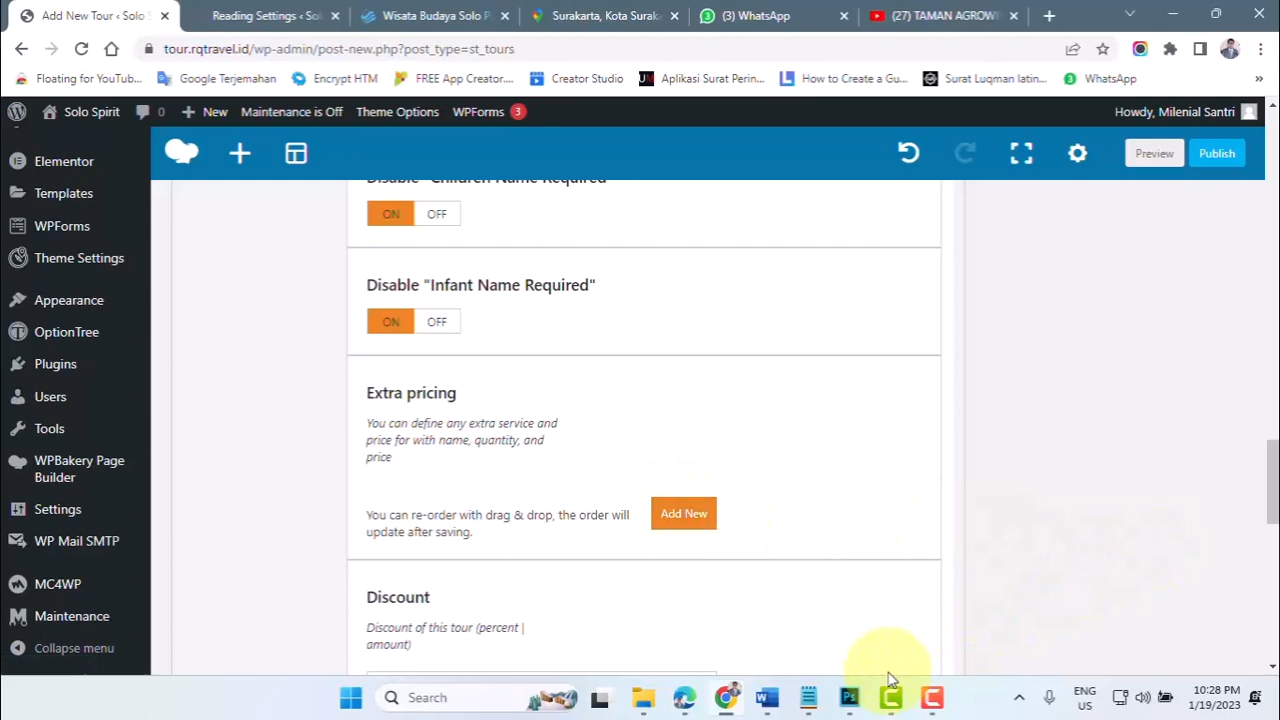 Add New Tour ‹ Solo S
Reading Settings ‹ Sol
Wisata Budaya Solo P
Surakarta, Kota Suraka
(3) WhatsApp
(27) TAMAN AGROW
tour.rqtravel.id/wp-admin/post-new.php?post_type=st_tours
Floating for YouTub...
Google Terjemahan
Encrypt HTM
FREE App Creator....
Creator Studio
Aplikasi Surat Perin...
How to Create a Gu...
Surat Luqman latin...
WhatsApp
»
Solo Spirit
0
New
Maintenance is Off
Theme Options
WPForms 3
Howdy, Milenial Santri
Preview
Publish
Elementor
Templates
WPForms
Theme Settings
Appearance
OptionTree
Plugins
Users
Tools
WPBakery Page
Builder
Settings
WP Mail SMTP
MC4WP
Maintenance
Collapse menu
Disable "Children Name Required"
ON OFF
Disable "Infant Name Required"
ON OFF
Extra pricing
You can define any extra service and
price for with name, quantity, and
price
You can re-order with drag & drop, the order will
update after saving.
Add New
Discount
Discount of this tour (percent |
amount)
Search
Ps
ENG
US
10:28 PM
1/19/2023